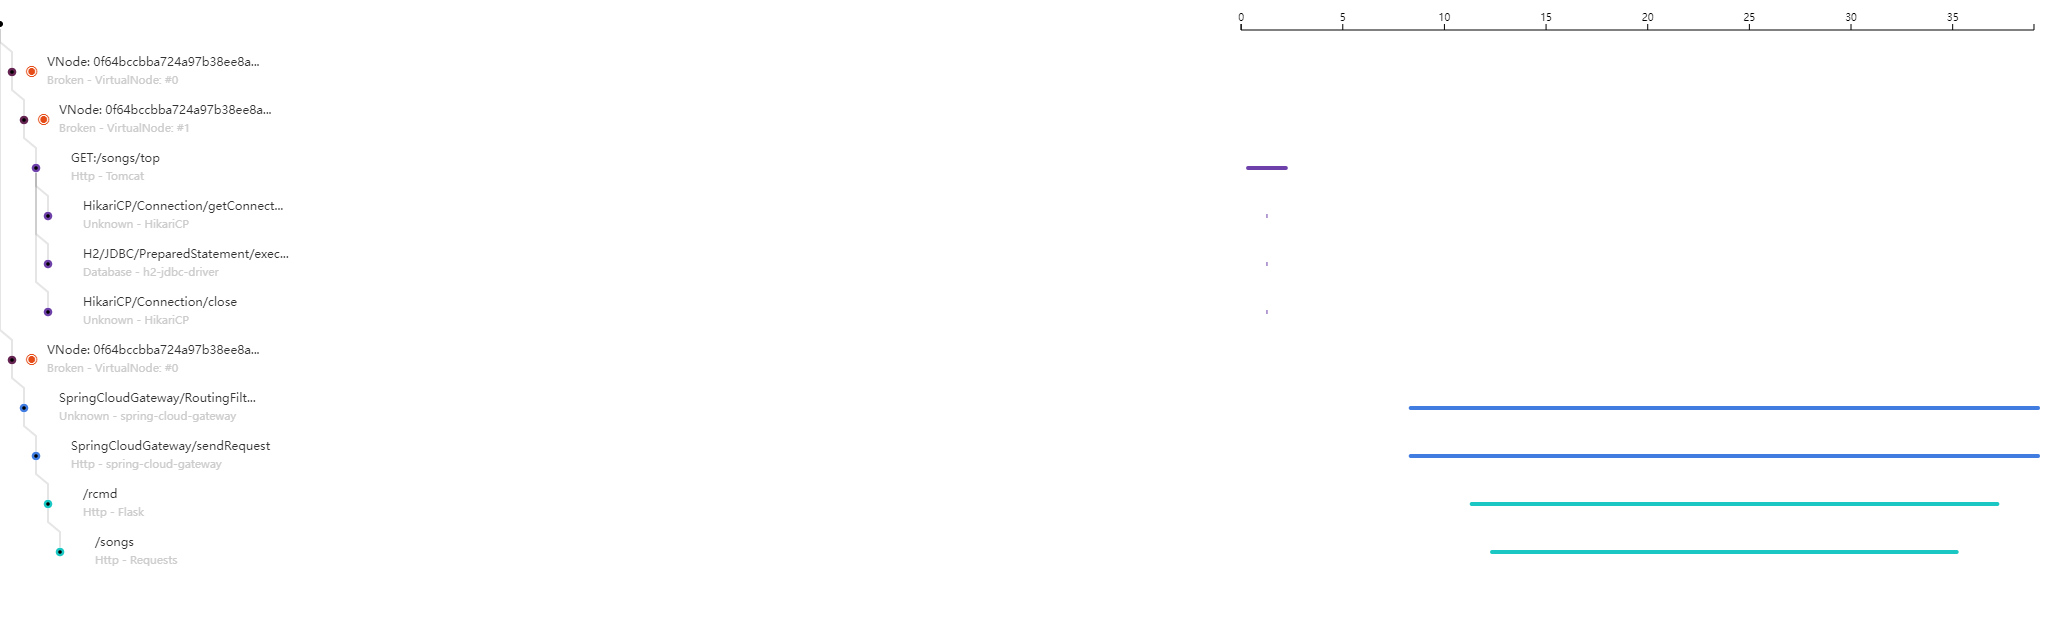 0 5 10 15 20 25 30 35
VNode: 0f64bccbba724a97b38ee8a...
Broken - VirtualNode: #0
VNode: 0f64bccbba724a97b38ee8a...
Broken - VirtualNode: #1
GET:/songs/top
Http - Tomcat
HikariCP/Connection/getConnect...
Unknown - HikariCP
H2/JDBC/PreparedStatement/exec...
Database - h2-jdbc-driver
HikariCP/Connection/close
Unknown - HikariCP
VNode: 0f64bccbba724a97b38ee8a...
Broken - VirtualNode: #0
SpringCloudGateway/RoutingFilt...
Unknown - spring-cloud-gateway
SpringCloudGateway/sendRequest
Http - spring-cloud-gateway
/rcmd
Http - Flask
/songs
Http - Requests